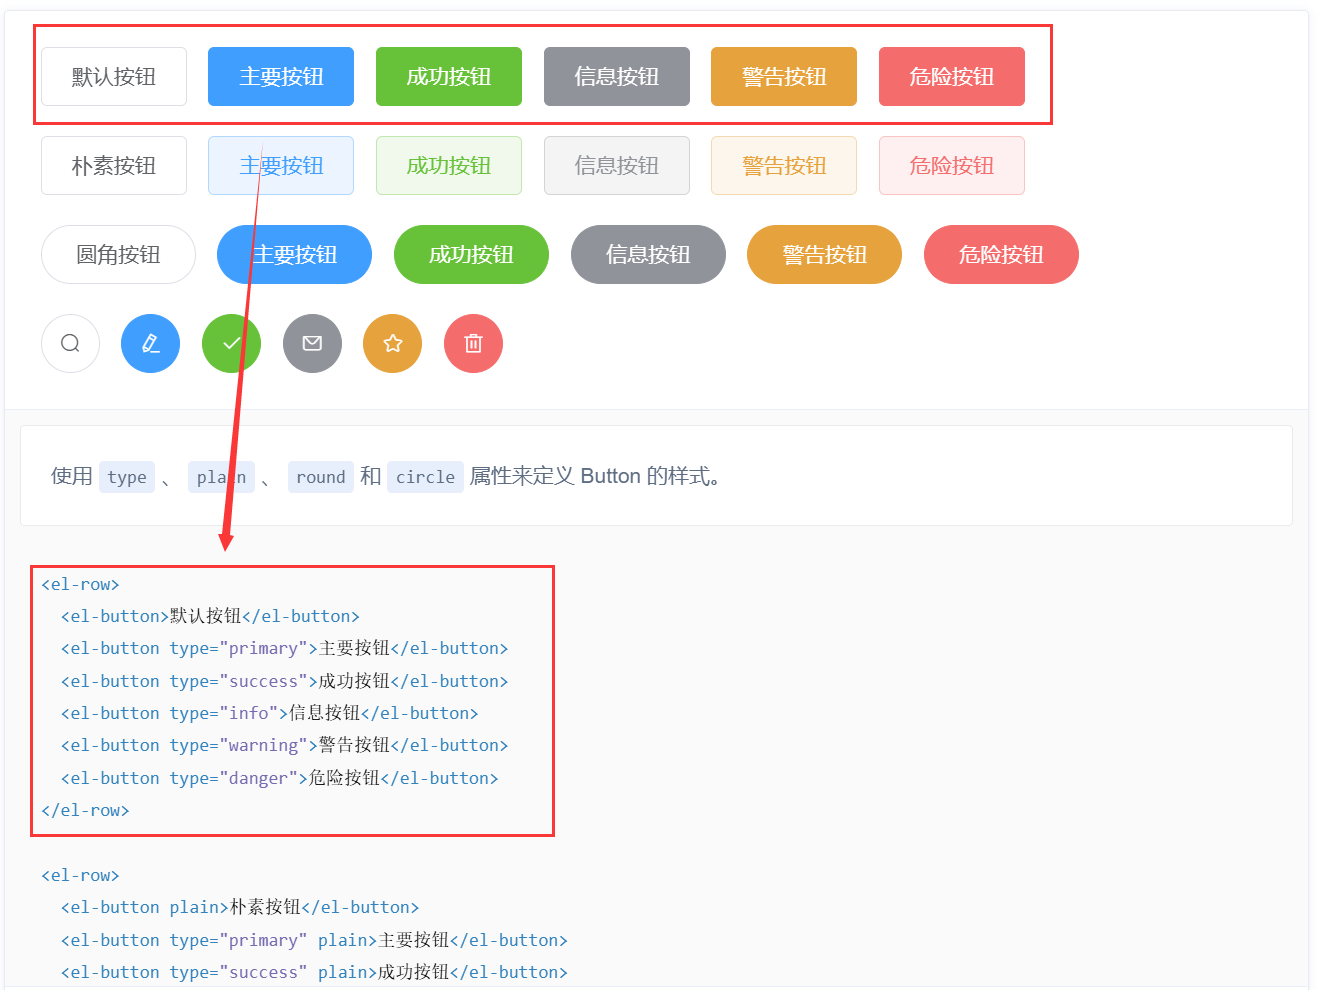 默认按钮 主要按钮 成功按钮 信息按钮 警告按钮 危险按钮
朴素按钮 主要按钮 成功按钮 信息按钮 警告按钮 危险按钮
圆角按钮 主要按钮 成功按钮 信息按钮 警告按钮 危险按钮
使用 type 、 plain 、 round 和 circle 属性来定义 Button 的样式。
<el-row>
  <el-button>默认按钮</el-button>
  <el-button type="primary">主要按钮</el-button>
  <el-button type="success">成功按钮</el-button>
  <el-button type="info">信息按钮</el-button>
  <el-button type="warning">警告按钮</el-button>
  <el-button type="danger">危险按钮</el-button>
</el-row>
<el-row>
  <el-button plain>朴素按钮</el-button>
  <el-button type="primary" plain>主要按钮</el-button>
  <el-button type="success" plain>成功按钮</el-button>